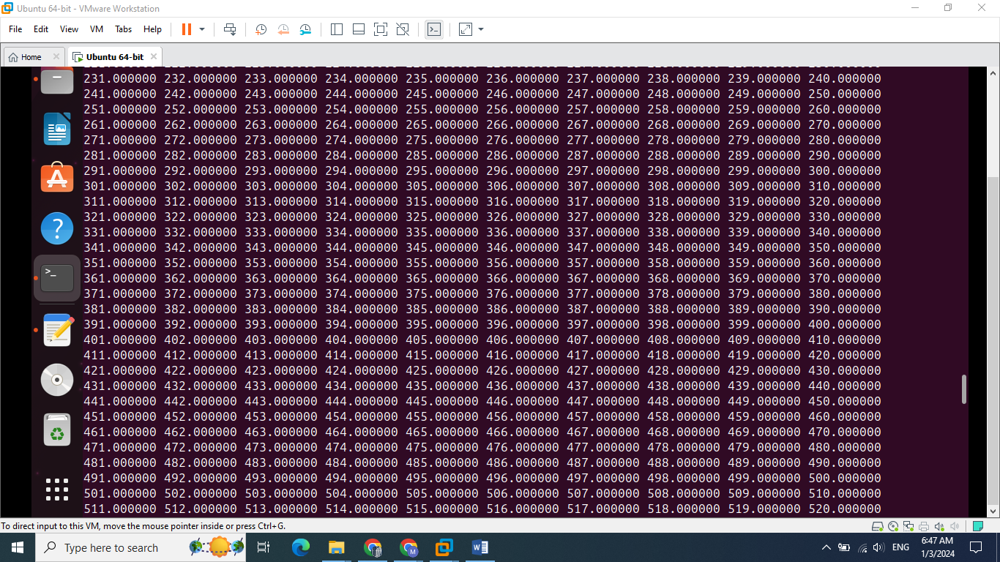 Ubuntu 64-bit - VMware Workstation
File Edit View VM Tabs Help
Home Ubuntu 64-bit
231.000000 232.000000 233.000000 234.000000 235.000000 236.000000 237.000000 238.000000 239.000000 240.000000
241.000000 242.000000 243.000000 244.000000 245.000000 246.000000 247.000000 248.000000 249.000000 250.000000
251.000000 252.000000 253.000000 254.000000 255.000000 256.000000 257.000000 258.000000 259.000000 260.000000
261.000000 262.000000 263.000000 264.000000 265.000000 266.000000 267.000000 268.000000 269.000000 270.000000
271.000000 272.000000 273.000000 274.000000 275.000000 276.000000 277.000000 278.000000 279.000000 280.000000
281.000000 282.000000 283.000000 284.000000 285.000000 286.000000 287.000000 288.000000 289.000000 290.000000
291.000000 292.000000 293.000000 294.000000 295.000000 296.000000 297.000000 298.000000 299.000000 300.000000
301.000000 302.000000 303.000000 304.000000 305.000000 306.000000 307.000000 308.000000 309.000000 310.000000
311.000000 312.000000 313.000000 314.000000 315.000000 316.000000 317.000000 318.000000 319.000000 320.000000
321.000000 322.000000 323.000000 324.000000 325.000000 326.000000 327.000000 328.000000 329.000000 330.000000
331.000000 332.000000 333.000000 334.000000 335.000000 336.000000 337.000000 338.000000 339.000000 340.000000
341.000000 342.000000 343.000000 344.000000 345.000000 346.000000 347.000000 348.000000 349.000000 350.000000
351.000000 352.000000 353.000000 354.000000 355.000000 356.000000 357.000000 358.000000 359.000000 360.000000
361.000000 362.000000 363.000000 364.000000 365.000000 366.000000 367.000000 368.000000 369.000000 370.000000
371.000000 372.000000 373.000000 374.000000 375.000000 376.000000 377.000000 378.000000 379.000000 380.000000
381.000000 382.000000 383.000000 384.000000 385.000000 386.000000 387.000000 388.000000 389.000000 390.000000
391.000000 392.000000 393.000000 394.000000 395.000000 396.000000 397.000000 398.000000 399.000000 400.000000
401.000000 402.000000 403.000000 404.000000 405.000000 406.000000 407.000000 408.000000 409.000000 410.000000
411.000000 412.000000 413.000000 414.000000 415.000000 416.000000 417.000000 418.000000 419.000000 420.000000
421.000000 422.000000 423.000000 424.000000 425.000000 426.000000 427.000000 428.000000 429.000000 430.000000
431.000000 432.000000 433.000000 434.000000 435.000000 436.000000 437.000000 438.000000 439.000000 440.000000
441.000000 442.000000 443.000000 444.000000 445.000000 446.000000 447.000000 448.000000 449.000000 450.000000
451.000000 452.000000 453.000000 454.000000 455.000000 456.000000 457.000000 458.000000 459.000000 460.000000
461.000000 462.000000 463.000000 464.000000 465.000000 466.000000 467.000000 468.000000 469.000000 470.000000
471.000000 472.000000 473.000000 474.000000 475.000000 476.000000 477.000000 478.000000 479.000000 480.000000
481.000000 482.000000 483.000000 484.000000 485.000000 486.000000 487.000000 488.000000 489.000000 490.000000
491.000000 492.000000 493.000000 494.000000 495.000000 496.000000 497.000000 498.000000 499.000000 500.000000
501.000000 502.000000 503.000000 504.000000 505.000000 506.000000 507.000000 508.000000 509.000000 510.000000
511.000000 512.000000 513.000000 514.000000 515.000000 516.000000 517.000000 518.000000 519.000000 520.000000
To direct input to this VM, move the mouse pointer inside or press Ctrl+G.
Type here to search
ENG
6:47 AM
1/3/2024